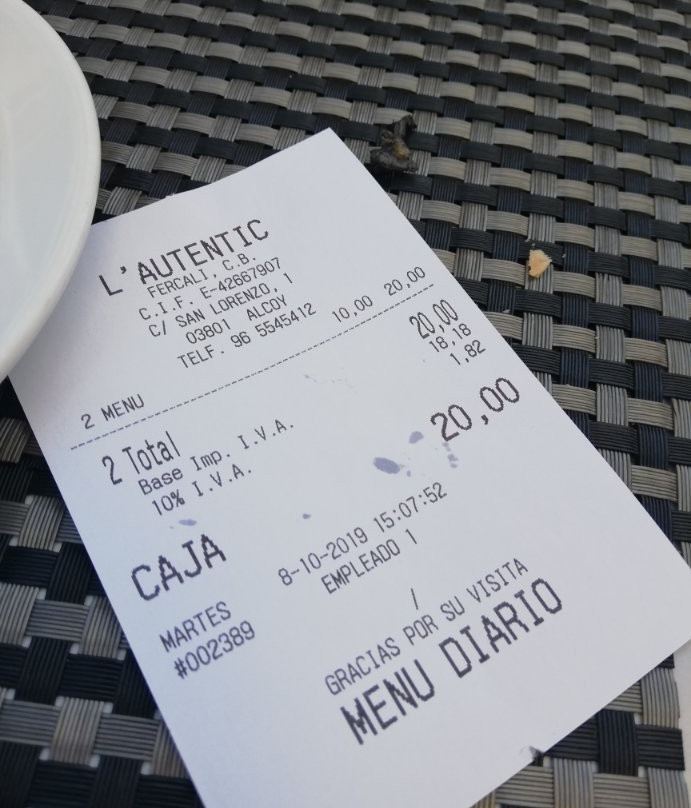 L'AUTENTIC
FERCALI, C.B.
C.I.F. E-42667907
C/ SAN LORENZO, 1
03801 ALCOY
TELF. 96 5545412
2 MENU 10,00 20,00
2 Total 20,00
Base Imp. I.V.A. 18,18
10% I.V.A. 1,82
CAJA 20,00
MARTES 8-10-2019 15:07:52
#002389 EMPLEADO 1
/
GRACIAS POR SU VISITA
MENU DIARIO